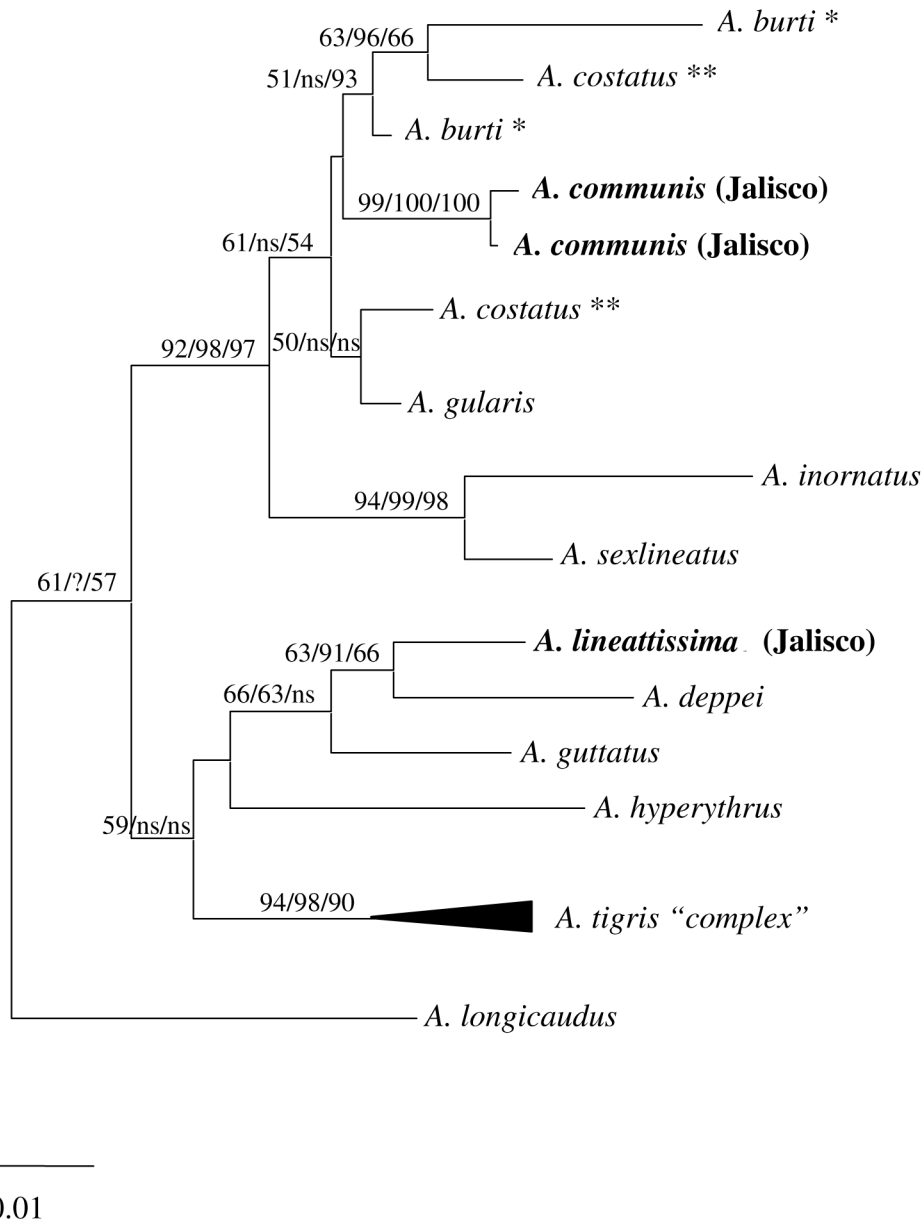 A. burti *
63/96/66
A. costatus **
51/ns/93
A. burti *
A. communis (Jalisco)
99/100/100
A. communis (Jalisco)
61/ns/54
A. costatus **
50/ns/ns
92/98/97
A. gularis
A. inornatus
94/99/98
A. sexlineatus
61/?/57
A. lineattissima (Jalisco)
63/91/66
A. deppei
66/63/ns
A. guttatus
A. hyperythrus
59/ns/ns
94/98/90
A. tigris “complex”
A. longicaudus
0.01